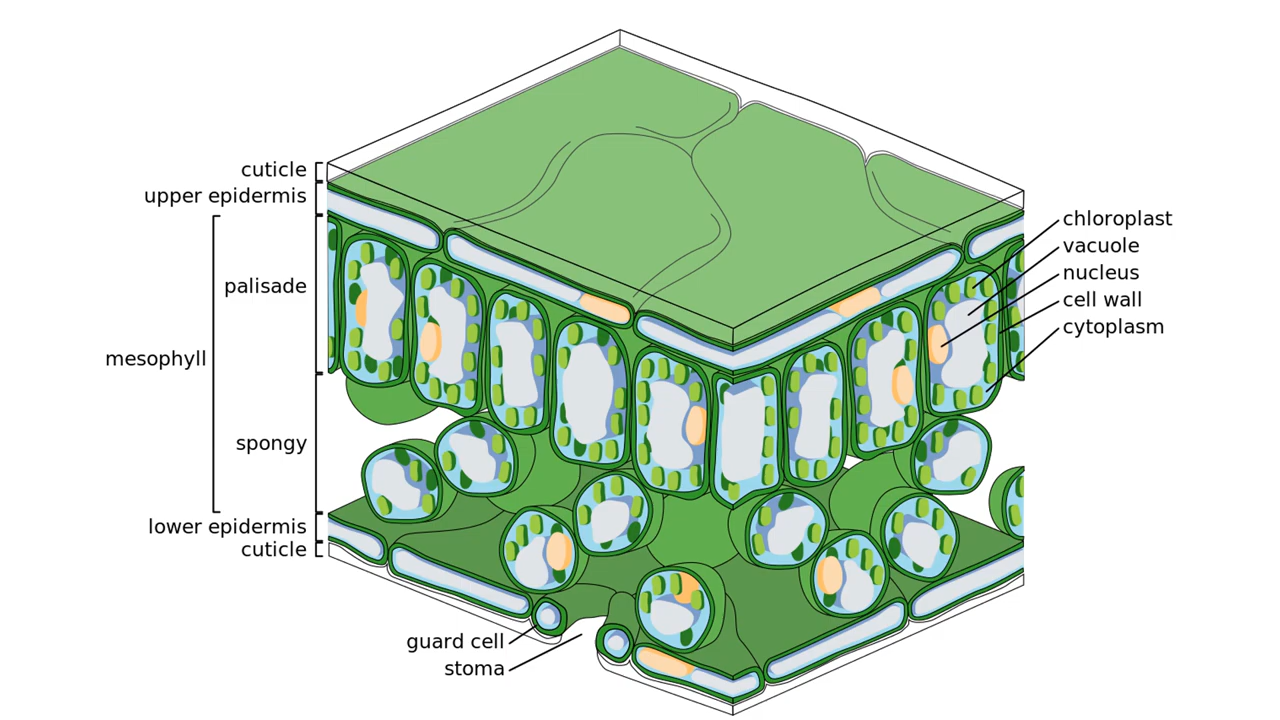 cuticle
upper epidermis
palisade
mesophyll
spongy
lower epidermis
cuticle
guard cell
stoma
chloroplast
vacuole
nucleus
cell wall
cytoplasm